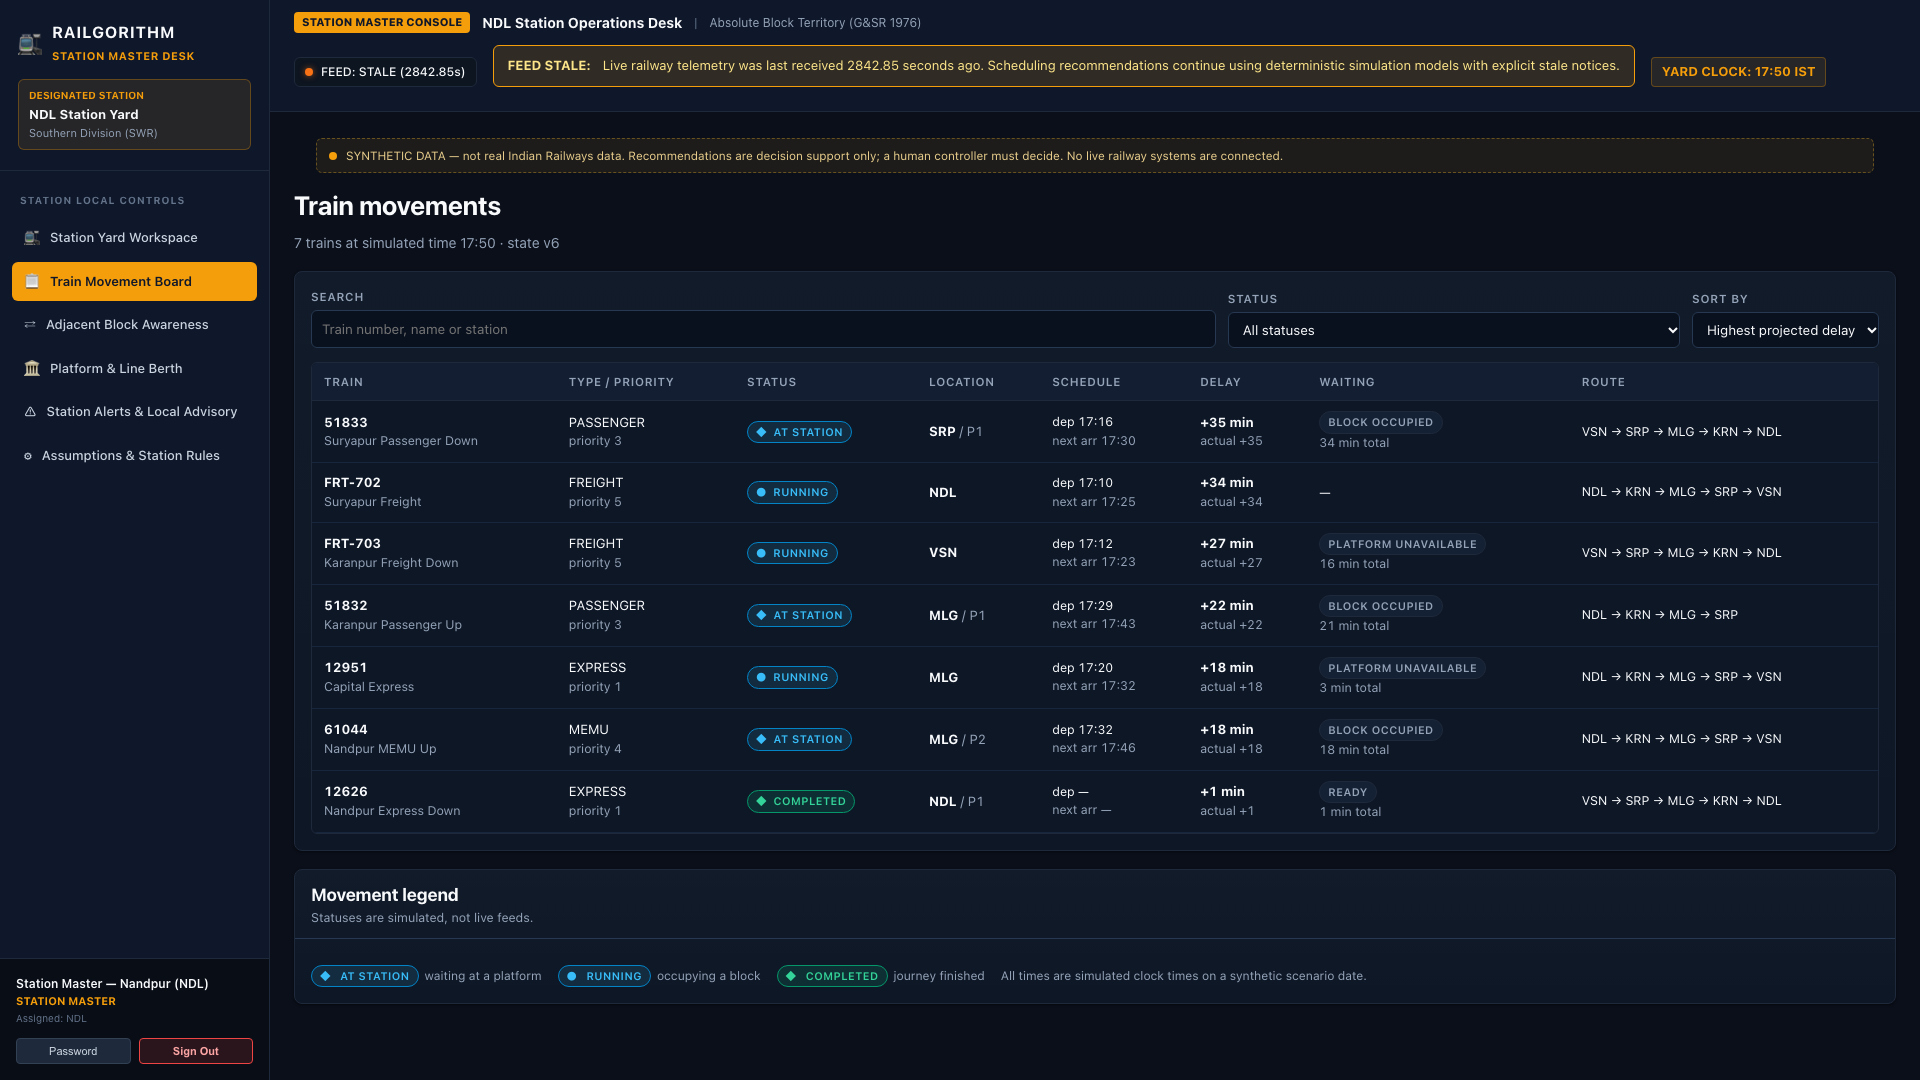 RAILGORITHM
STATION MASTER DESK
DESIGNATED STATION
NDL Station Yard
Southern Division (SWR)
STATION LOCAL CONTROLS
Station Yard Workspace
Train Movement Board
Adjacent Block Awareness
Platform & Line Berth
Station Alerts & Local Advisory
Assumptions & Station Rules
Station Master — Nandpur (NDL)
STATION MASTER
Assigned: NDL
Password Sign Out
STATION MASTER CONSOLE NDL Station Operations Desk | Absolute Block Territory (G&SR 1976)
FEED: STALE (2842.85s)
FEED STALE: Live railway telemetry was last received 2842.85 seconds ago. Scheduling recommendations continue using deterministic simulation models with explicit stale notices.
YARD CLOCK: 17:50 IST
SYNTHETIC DATA — not real Indian Railways data. Recommendations are decision support only; a human controller must decide. No live railway systems are connected.
Train movements
7 trains at simulated time 17:50 · state v6
SEARCH STATUS SORT BY
Train number, name or station All statuses Highest projected delay
TRAIN TYPE / PRIORITY STATUS LOCATION SCHEDULE DELAY WAITING ROUTE
51833 PASSENGER AT STATION SRP / P1 dep 17:16 +35 min BLOCK OCCUPIED VSN → SRP → MLG → KRN → NDL
Suryapur Passenger Down priority 3 next arr 17:30 actual +35 34 min total
FRT-702 FREIGHT RUNNING NDL dep 17:10 +34 min — NDL → KRN → MLG → SRP → VSN
Suryapur Freight priority 5 next arr 17:25 actual +34
FRT-703 FREIGHT RUNNING VSN dep 17:12 +27 min PLATFORM UNAVAILABLE VSN → SRP → MLG → KRN → NDL
Karanpur Freight Down priority 5 next arr 17:23 actual +27 16 min total
51832 PASSENGER AT STATION MLG / P1 dep 17:29 +22 min BLOCK OCCUPIED NDL → KRN → MLG → SRP
Karanpur Passenger Up priority 3 next arr 17:43 actual +22 21 min total
12951 EXPRESS RUNNING MLG dep 17:20 +18 min PLATFORM UNAVAILABLE NDL → KRN → MLG → SRP → VSN
Capital Express priority 1 next arr 17:32 actual +18 3 min total
61044 MEMU AT STATION MLG / P2 dep 17:32 +18 min BLOCK OCCUPIED NDL → KRN → MLG → SRP → VSN
Nandpur MEMU Up priority 4 next arr 17:46 actual +18 18 min total
12626 EXPRESS COMPLETED NDL / P1 dep — +1 min READY VSN → SRP → MLG → KRN → NDL
Nandpur Express Down priority 1 next arr — actual +1 1 min total
Movement legend
Statuses are simulated, not live feeds.
AT STATION waiting at a platform RUNNING occupying a block COMPLETED journey finished All times are simulated clock times on a synthetic scenario date.